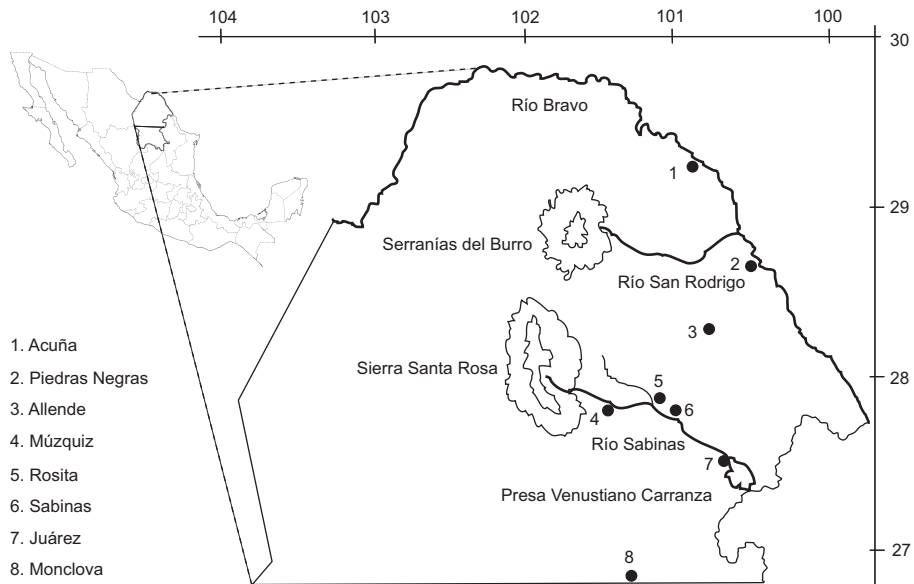 104 103 102 101 100
30
Río Bravo
1
29
Serranías del Burro
2
Río San Rodrigo
3
1. Acuña
2. Piedras Negras
3. Allende
4. Múzquiz
5. Rosita
6. Sabinas
7. Juárez
8. Monclova
Sierra Santa Rosa
28
5
4
6
Río Sabinas
7
Presa Venustiano Carranza
8
27